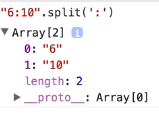 "6:10".split(':')
▼Array[2] i
0: "6"
1: "10"
length: 2
▶__proto__: Array[0]